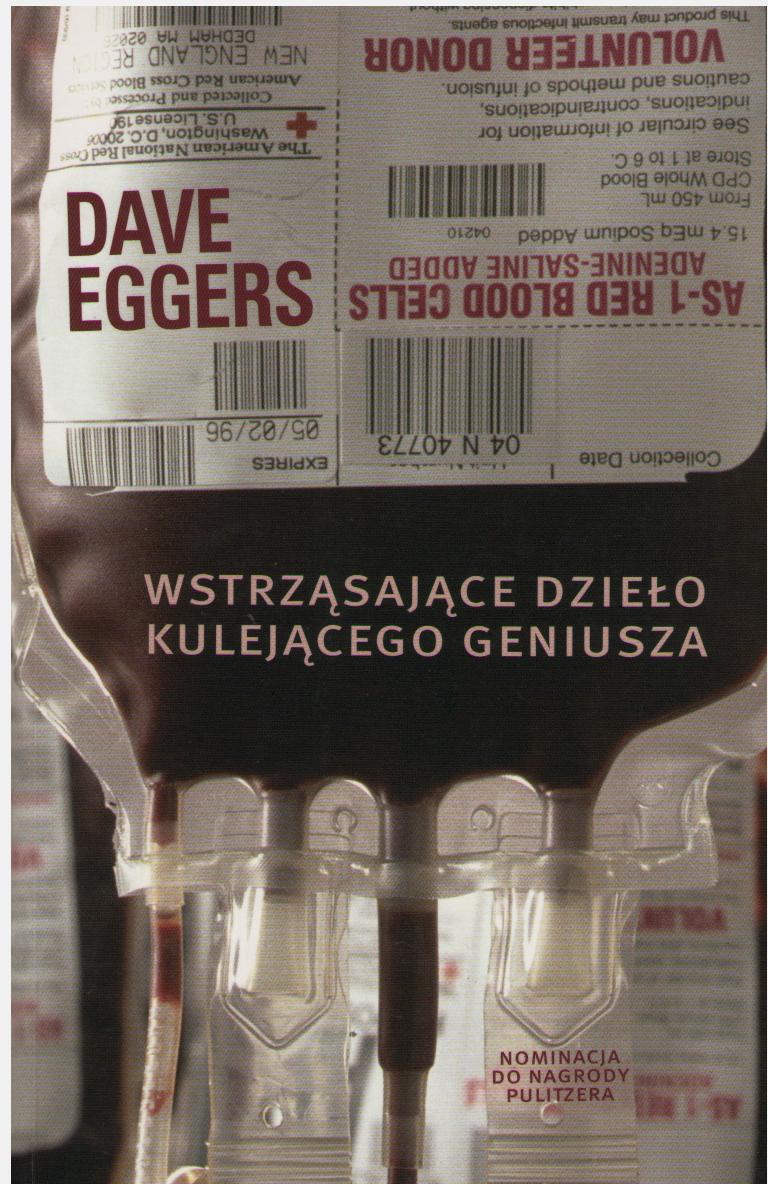 DAVE
EGGERS
WSTRZĄSAJĄCE DZIEŁO
KULEJĄCEGO GENIUSZA
NOMINACJA
DO NAGRODY
PULITZERA
Collection Date
04 N 40773
AS-1 RED BLOOD CELLS
ADENINE-SALINE ADDED
15.4 mEq Sodium Added 04210
From 450 mL
CPD Whole Blood
Store at 1 to 6 C.
See circular of information for
indications, contraindications,
cautions and methods of infusion.
VOLUNTEER DONOR
This product may transmit infectious agents.
EXPIRES
05/02/96
The American National Red Cross
Washington, D.C. 20006
U.S. License 190
Collected and Processed by:
American Red Cross Blood Services
NEW ENGLAND REGION
DEDHAM MA 02026